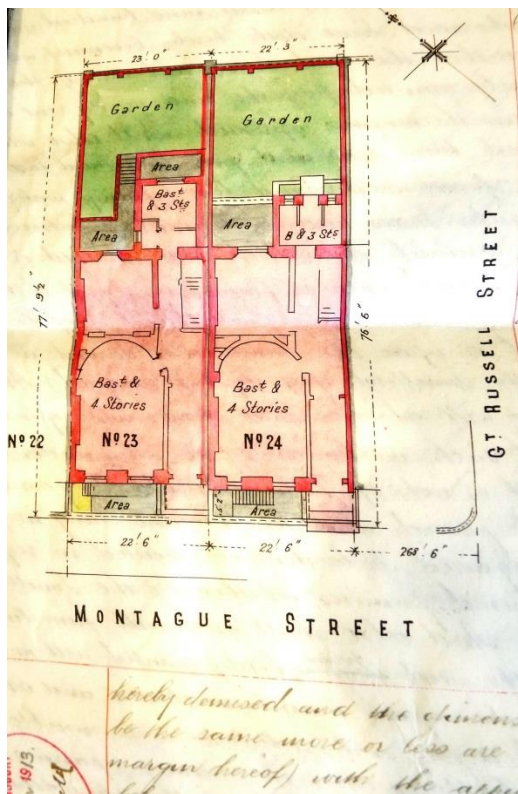 23' 0"
22' 3"
Garden
Garden
Area
Bast
& 3 Sts
Area
Area
B & 3 Sts
77' 9½"
76' 6"
GT RUSSELL STREET
Bast &
4 Stories
Bast &
4 Stories
No 22
No 23
No 24
Area
5' 2"
Area
22' 6"
22' 6"
268' 6"
MONTAGUE STREET
hereby demised and the dimens
be the same more or less are
margin hereof) with the
1913.